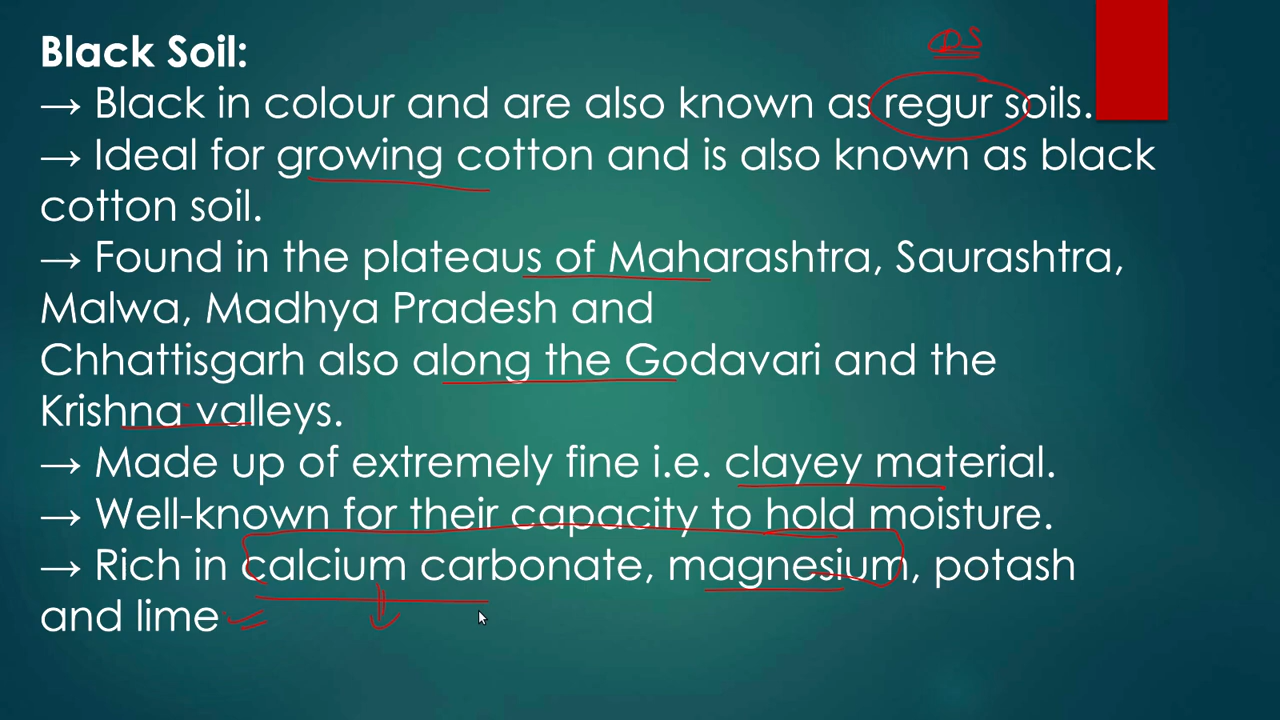 Black Soil:
→ Black in colour and are also known as regur soils.
→ Ideal for growing cotton and is also known as black
cotton soil.
→ Found in the plateaus of Maharashtra, Saurashtra,
Malwa, Madhya Pradesh and
Chhattisgarh also along the Godavari and the
Krishna valleys.
→ Made up of extremely fine i.e. clayey material.
→ Well-known for their capacity to hold moisture.
→ Rich in calcium carbonate, magnesium, potash
and lime